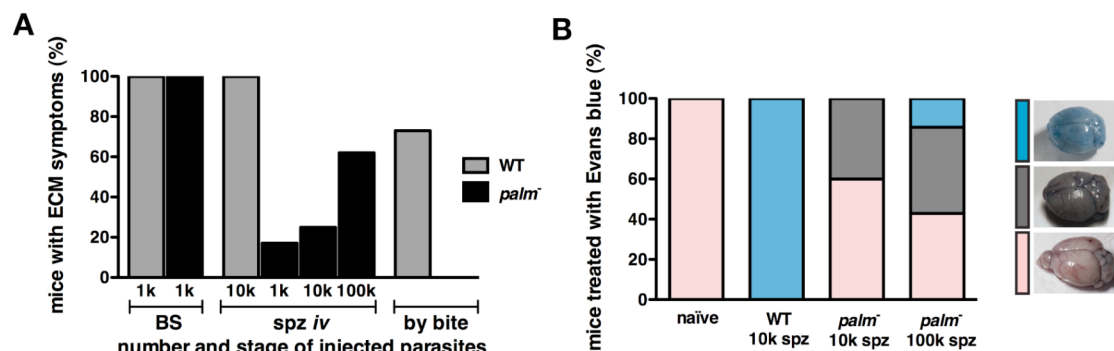 A
mice with ECM symptoms (%)
100
80
60
40
20
0
1k 1k 10k 1k 10k 100k
BS spz iv by bite
number and stage of injected parasites
WT
palm-
B
mice treated with Evans blue (%)
100
80
60
40
20
0
naïve WT palm- palm-
10k spz 10k spz 100k spz